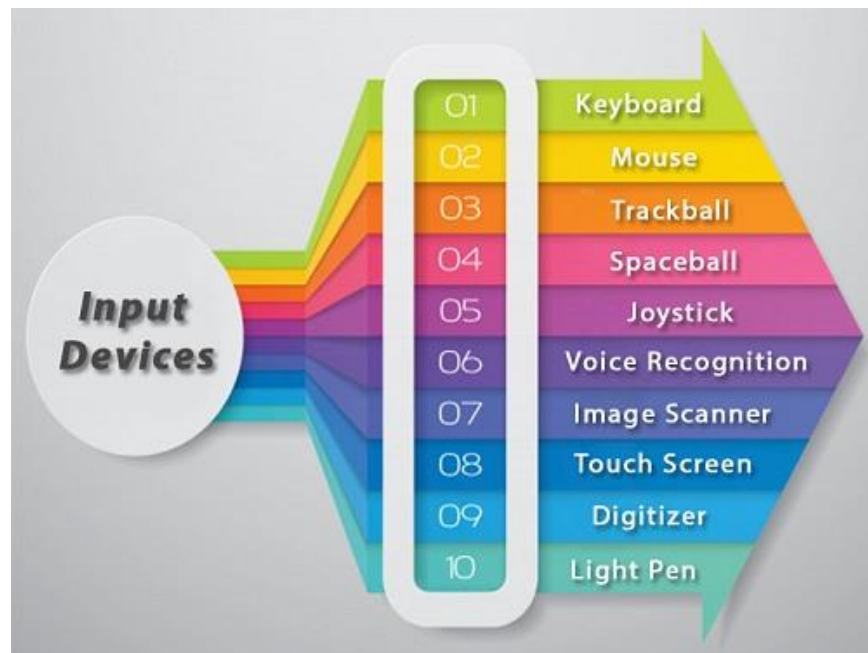 Input
Devices
01 Keyboard
02 Mouse
03 Trackball
04 Spaceball
05 Joystick
06 Voice Recognition
07 Image Scanner
08 Touch Screen
09 Digitizer
10 Light Pen